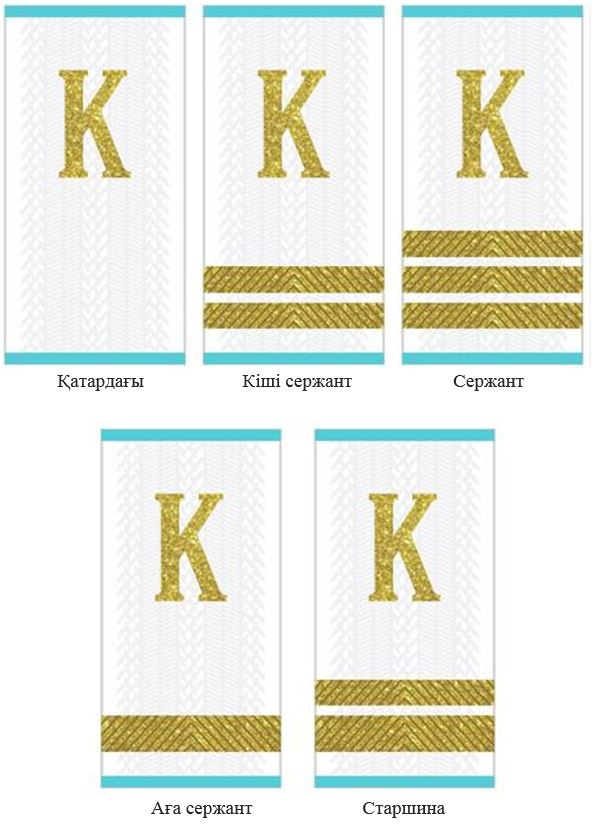 К К К
Қатардағы Кіші сержант Сержант
К К
Аға сержант Старшина